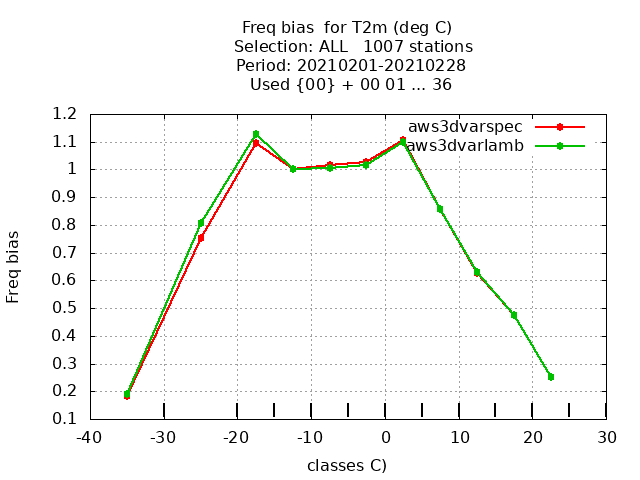 Freq bias  for T2m (deg C)
Selection: ALL   1007 stations
Period: 20210201-20210228
Used {00} + 00 01 ... 36
aws3dvarspec
aws3dvarlamb
Freq bias
1.2
1.1
1
0.9
0.8
0.7
0.6
0.5
0.4
0.3
0.2
0.1
-40 -30 -20 -10 0 10 20 30
classes C)